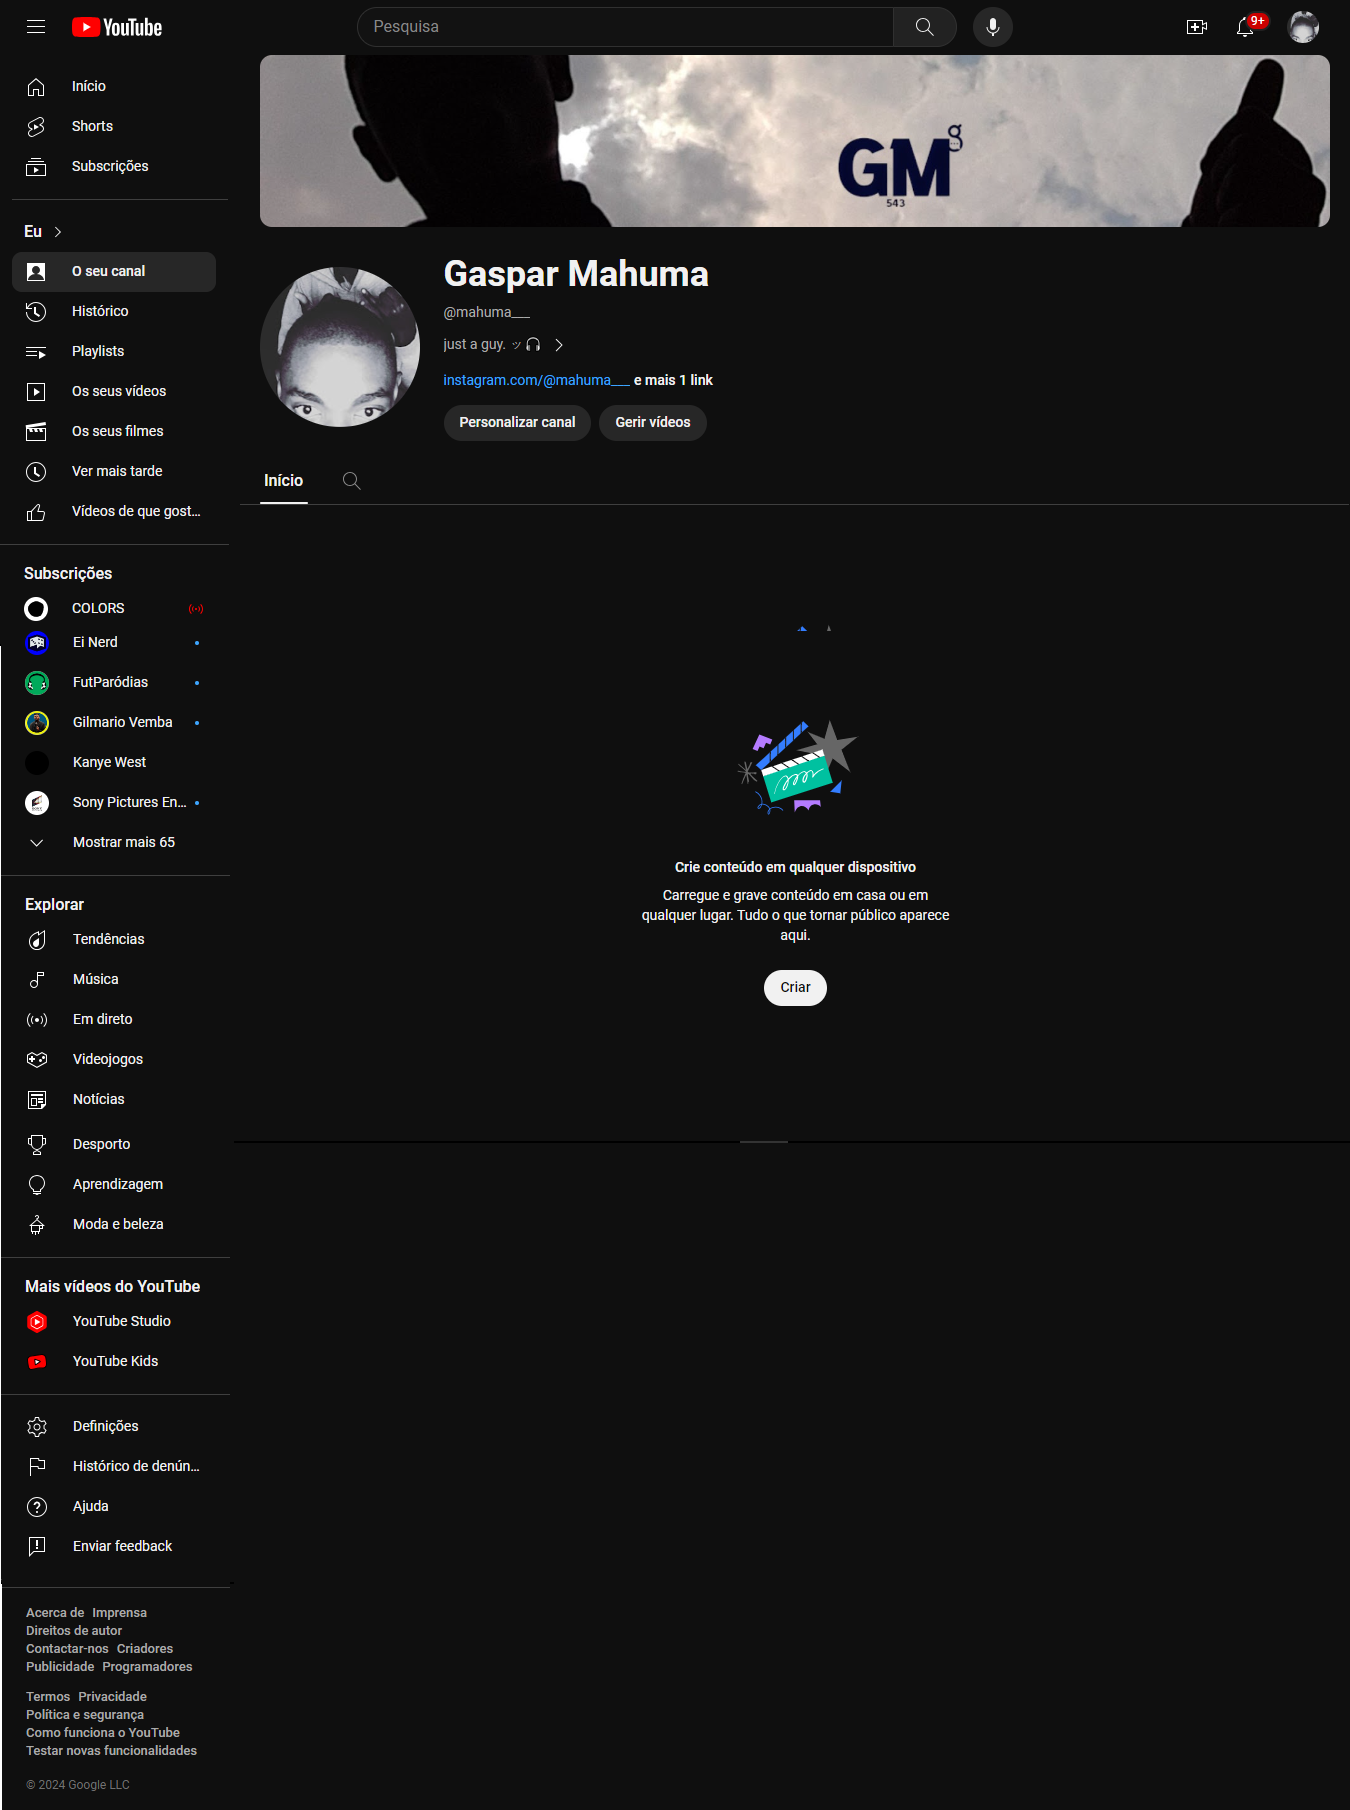 YouTube
Pesquisa
9+
Início
Shorts
Subscrições
Eu
O seu canal
Histórico
Playlists
Os seus vídeos
Os seus filmes
Ver mais tarde
Vídeos de que gost...
Subscrições
COLORS
Ei Nerd
FutParódias
Gilmario Vemba
Kanye West
Sony Pictures En...
Mostrar mais 65
Explorar
Tendências
Música
Em direto
Videojogos
Notícias
Desporto
Aprendizagem
Moda e beleza
Mais vídeos do YouTube
YouTube Studio
YouTube Kids
Definições
Histórico de denún...
Ajuda
Enviar feedback
Acerca de Imprensa
Direitos de autor
Contactar-nos Criadores
Publicidade Programadores
Termos Privacidade
Política e segurança
Como funciona o YouTube
Testar novas funcionalidades
© 2024 Google LLC
GM g
543
Gaspar Mahuma
@mahuma___
just a guy. ッ🎧
instagram.com/@mahuma___ e mais 1 link
Personalizar canal Gerir vídeos
Início
Crie conteúdo em qualquer dispositivo
Carregue e grave conteúdo em casa ou em
qualquer lugar. Tudo o que tornar público aparece
aqui.
Criar